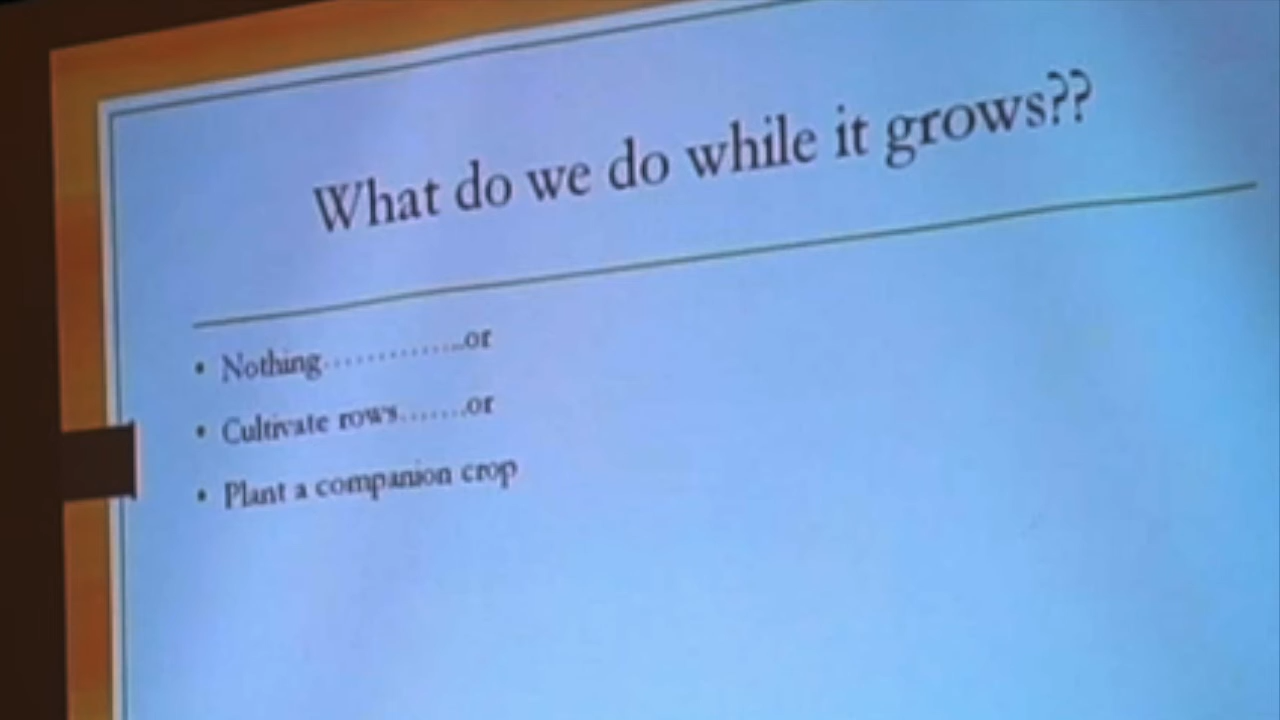 What do we do while it grows??
• Nothing…………..or
• Cultivate rows…….or
• Plant a companion crop